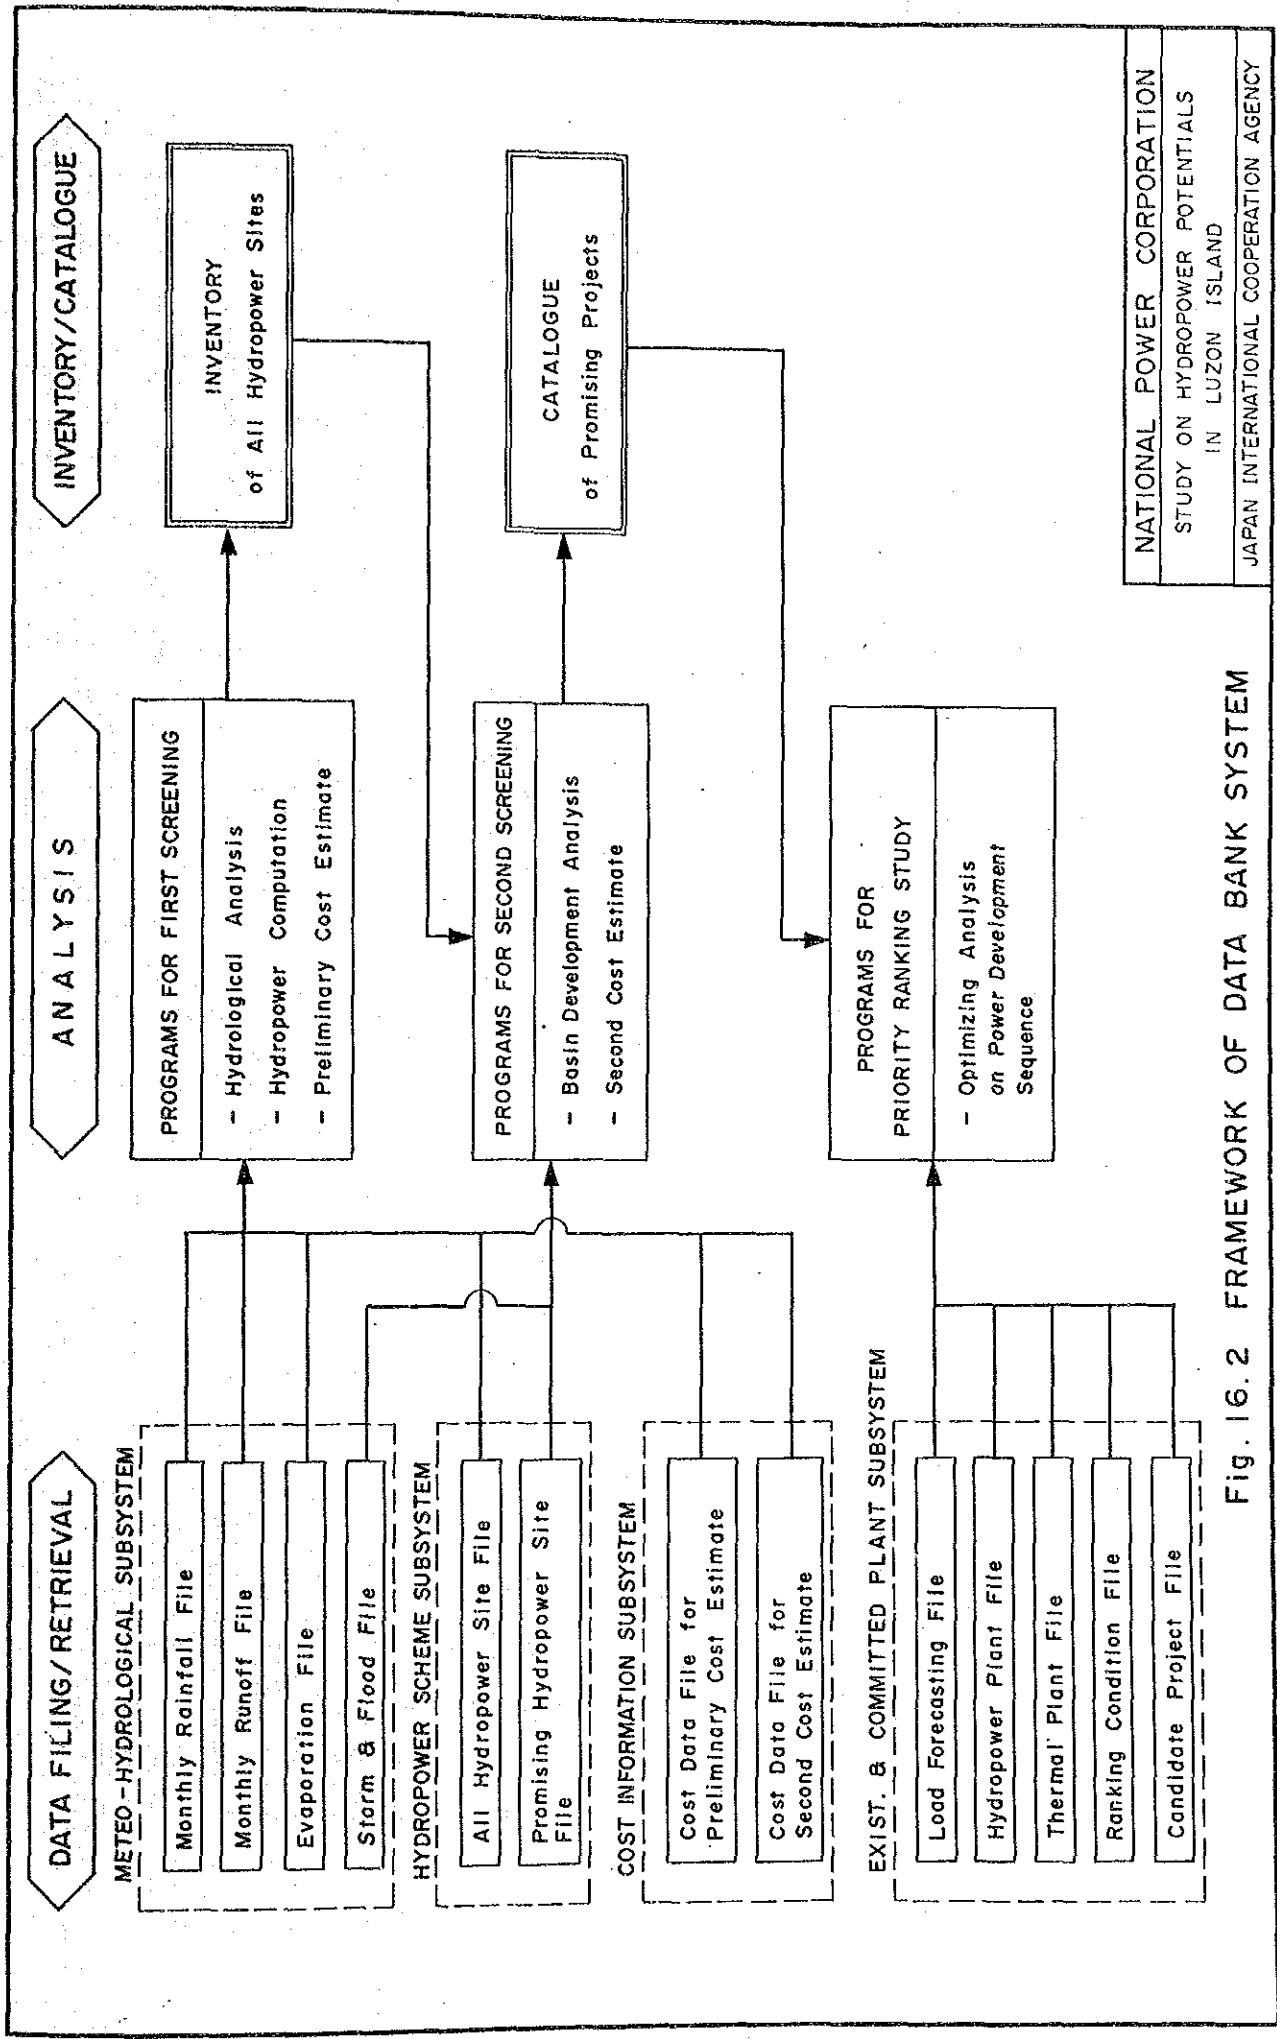 DATA FILING/RETRIEVAL
ANALYSIS
INVENTORY/CATALOGUE
METEO-HYDROLOGICAL SUBSYSTEM
Monthly Rainfall File
Monthly Runoff File
Evaporation File
Storm & Flood File
HYDROPOWER SCHEME SUBSYSTEM
All Hydropower Site File
Promising Hydropower Site
File
COST INFORMATION SUBSYSTEM
Cost Data File for
Preliminary Cost Estimate
Cost Data File for
Second Cost Estimate
EXIST. & COMMITTED PLANT SUBSYSTEM
Load Forecasting File
Hydropower Plant File
Thermal Plant File
Ranking Condition File
Candidate Project File
PROGRAMS FOR FIRST SCREENING
- Hydrological Analysis
- Hydropower Computation
- Preliminary Cost Estimate
PROGRAMS FOR SECOND SCREENING
- Basin Development Analysis
- Second Cost Estimate
PROGRAMS FOR
PRIORITY RANKING STUDY
- Optimizing Analysis
on Power Development
Sequence
INVENTORY
of All Hydropower Sites
CATALOGUE
of Promising Projects
Fig. 16.2 FRAMEWORK OF DATA BANK SYSTEM
NATIONAL POWER CORPORATION
STUDY ON HYDROPOWER POTENTIALS
IN LUZON ISLAND
JAPAN INTERNATIONAL COOPERATION AGENCY